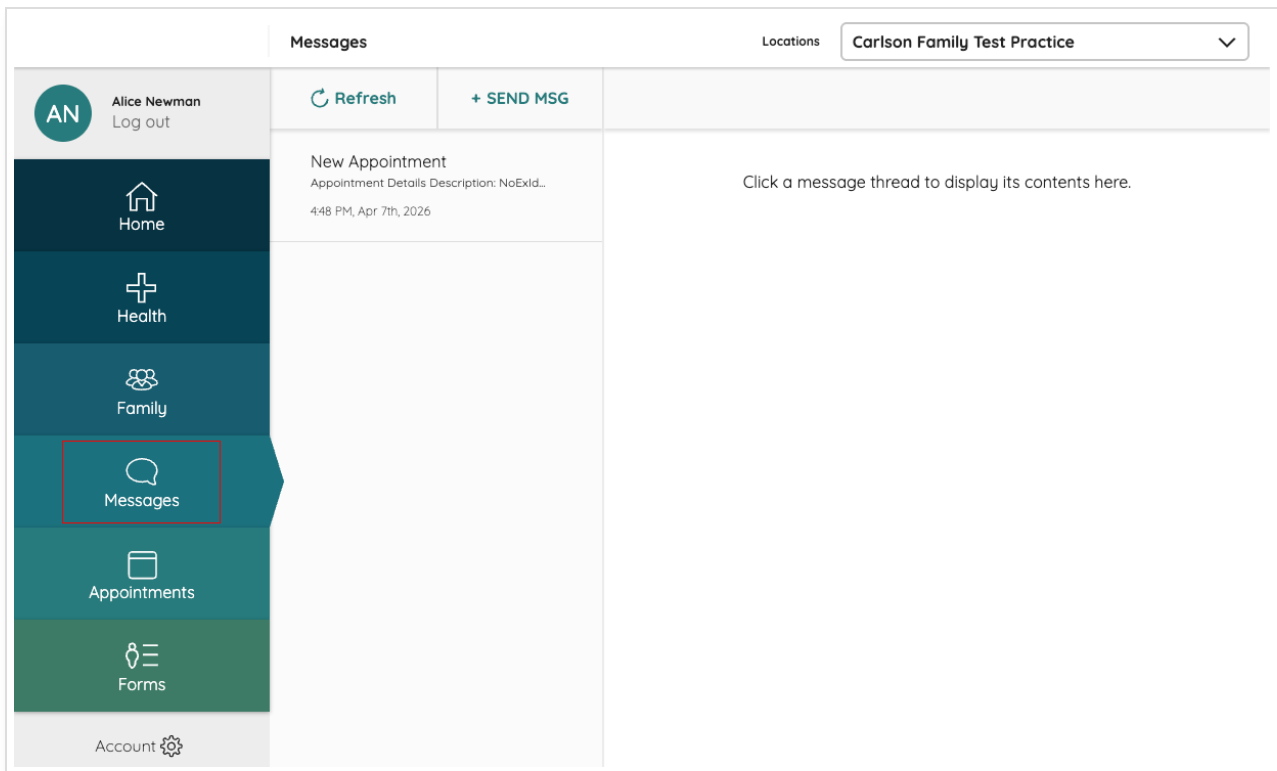 Messages
Locations
Carlson Family Test Practice
AN
Alice Newman
Log out
Refresh
+ SEND MSG
Home
Health
Family
Messages
Appointments
Forms
Account
New Appointment
Appointment Details Description: NoExId...
4:48 PM, Apr 7th, 2026
Click a message thread to display its contents here.